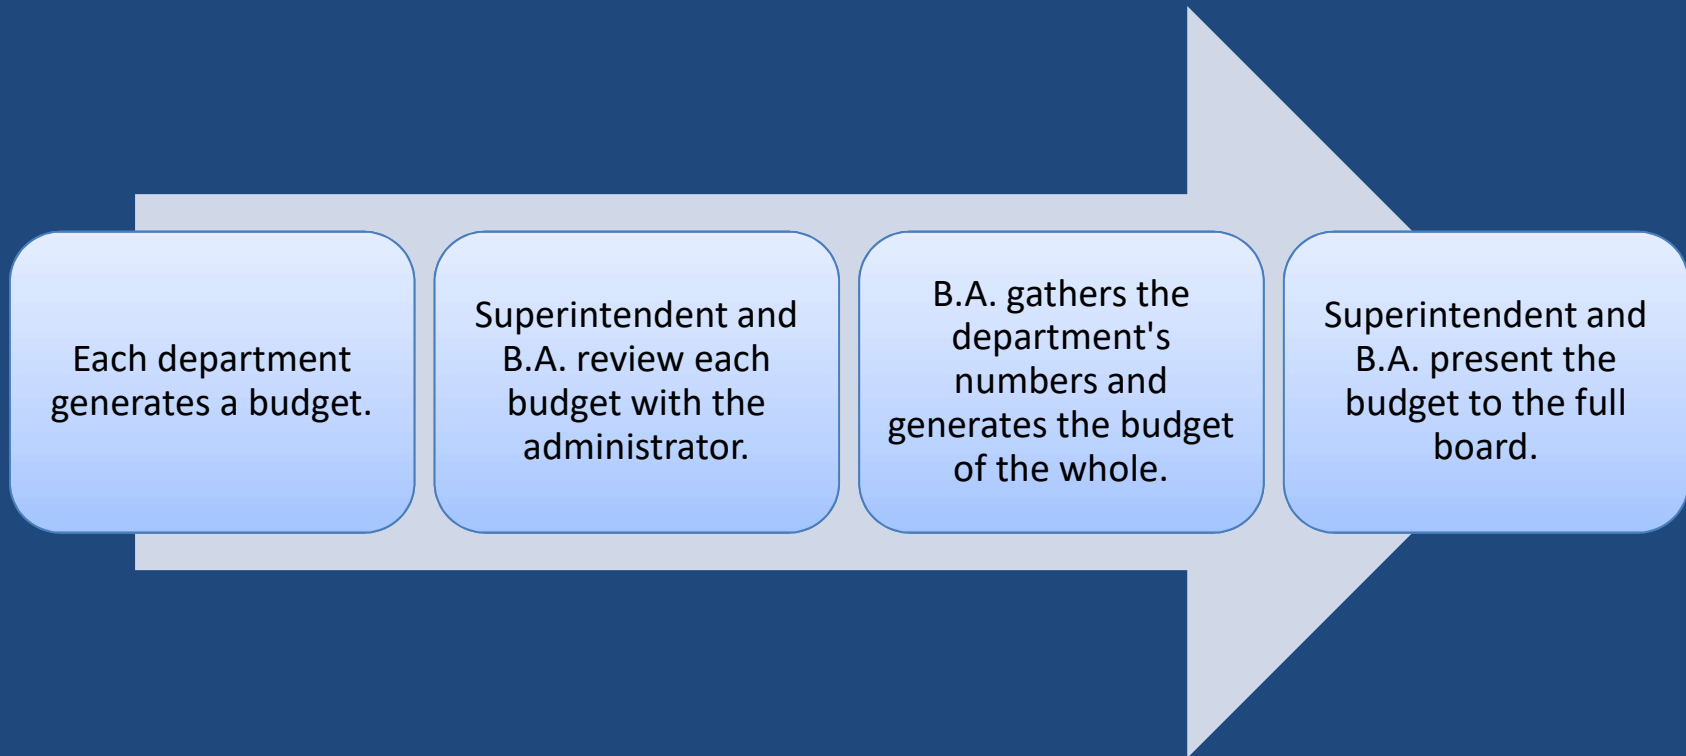 Each department
generates a budget.
Superintendent and
B.A. review each
budget with the
administrator.
B.A. gathers the
department's
numbers and
generates the budget
of the whole.
Superintendent and
B.A. present the
budget to the full
board.